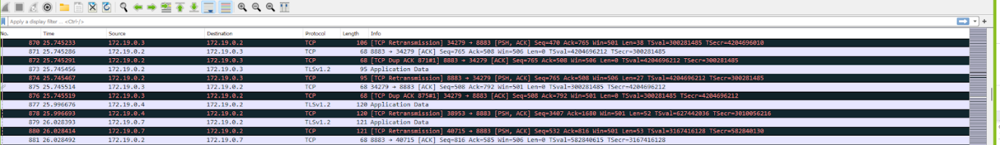 Apply a display filter ... <Ctrl-/>
No. Time Source Destination Protocol Length Info
870 25.745233 172.19.0.3 172.19.0.2 TCP 106 [TCP Retransmission] 34279 → 8883 [PSH, ACK] Seq=470 Ack=765 Win=501 Len=38 TSval=300281485 TSecr=4204696010
871 25.745286 172.19.0.2 172.19.0.3 TCP 68 8883 → 34279 [ACK] Seq=765 Ack=508 Win=506 Len=0 TSval=4204696212 TSecr=300281485
872 25.745291 172.19.0.2 172.19.0.3 TCP 68 [TCP Dup ACK 871#1] 8883 → 34279 [ACK] Seq=765 Ack=508 Win=506 Len=0 TSval=4204696212 TSecr=300281485
873 25.745456 172.19.0.2 172.19.0.3 TLSv1.2 95 Application Data
874 25.745467 172.19.0.2 172.19.0.3 TCP 95 [TCP Retransmission] 8883 → 34279 [PSH, ACK] Seq=765 Ack=508 Win=506 Len=27 TSval=4204696212 TSecr=300281485
875 25.745514 172.19.0.3 172.19.0.2 TCP 68 34279 → 8883 [ACK] Seq=508 Ack=792 Win=501 Len=0 TSval=300281485 TSecr=4204696212
876 25.745519 172.19.0.3 172.19.0.2 TCP 68 [TCP Dup ACK 875#1] 34279 → 8883 [ACK] Seq=508 Ack=792 Win=501 Len=0 TSval=300281485 TSecr=4204696212
877 25.996676 172.19.0.4 172.19.0.2 TLSv1.2 120 Application Data
878 25.996693 172.19.0.4 172.19.0.2 TCP 120 [TCP Retransmission] 38953 → 8883 [PSH, ACK] Seq=3407 Ack=1680 Win=501 Len=52 TSval=627442036 TSecr=3010056216
879 26.028393 172.19.0.7 172.19.0.2 TLSv1.2 121 Application Data
880 26.028414 172.19.0.7 172.19.0.2 TCP 121 [TCP Retransmission] 40715 → 8883 [PSH, ACK] Seq=532 Ack=816 Win=501 Len=53 TSval=3167416128 TSecr=582840130
881 26.028492 172.19.0.2 172.19.0.7 TCP 68 8883 → 40715 [ACK] Seq=816 Ack=585 Win=506 Len=0 TSval=582840615 TSecr=3167416128